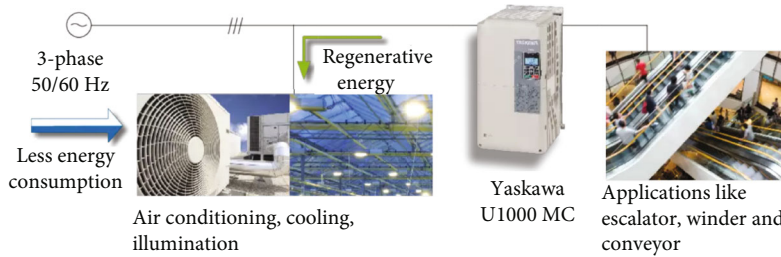 3-phase
50/60 Hz
Regenerative
energy
Less energy
consumption
Air conditioning, cooling,
illumination
Yaskawa
U1000 MC
Applications like
escalator, winder and
conveyor